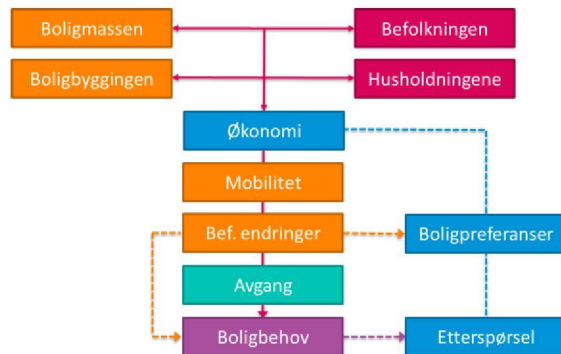 Boligmassen
Befolkningen
Boligbyggingen
Husholdningene
Økonomi
Mobilitet
Bef. endringer
Boligpreferanser
Avgang
Boligbehov
Etterspørsel